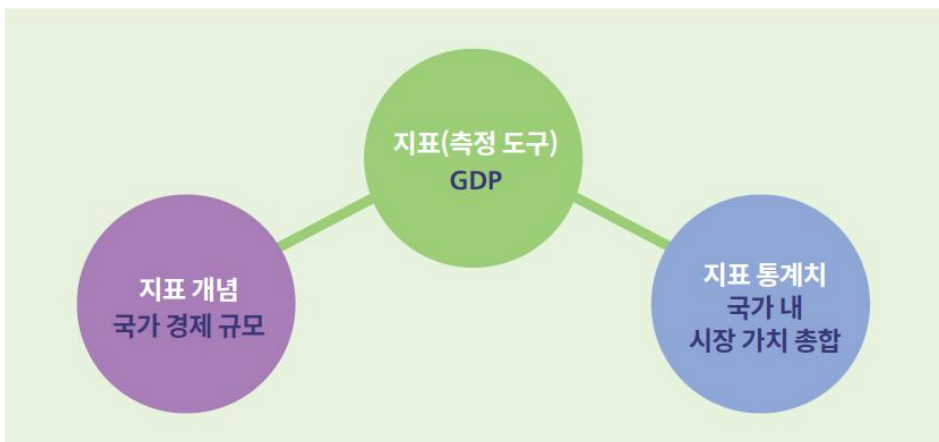 지표(측정 도구)
GDP
지표 개념
국가 경제 규모
지표 통계치
국가 내
시장 가치 총합